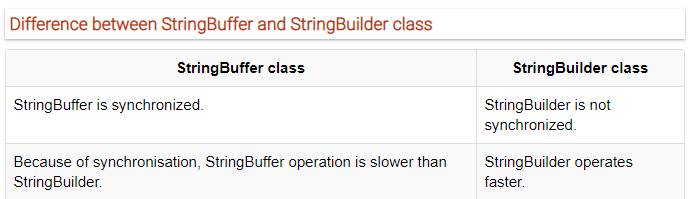 Difference between StringBuffer and StringBuilder class
StringBuffer class
StringBuilder class
StringBuffer is synchronized.
StringBuilder is not
synchronized.
Because of synchronisation, StringBuffer operation is slower than
StringBuilder.
StringBuilder operates
faster.